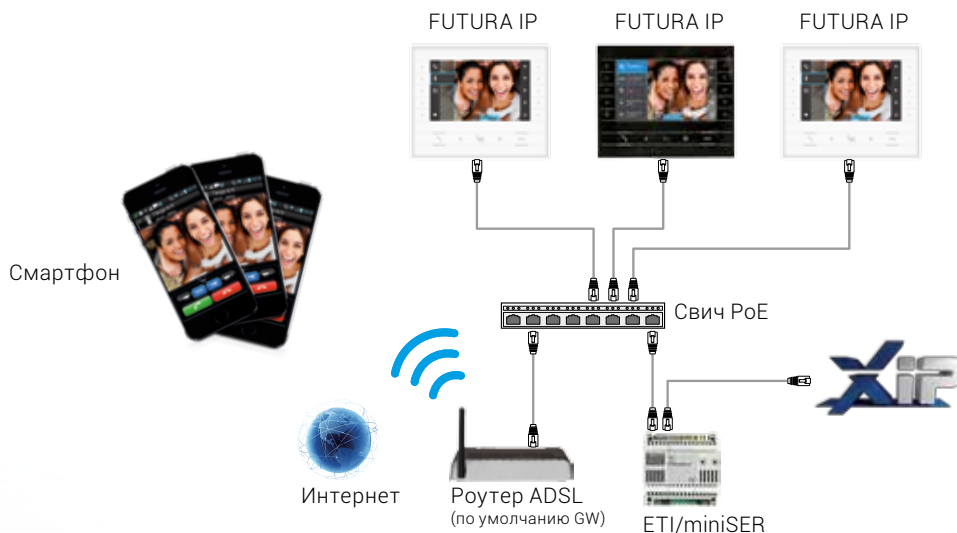 FUTURA IP
FUTURA IP
FUTURA IP
Смартфон
Свич PoE
XiP
Интернет
Роутер ADSL
(по умолчанию GW)
ETI/miniSER